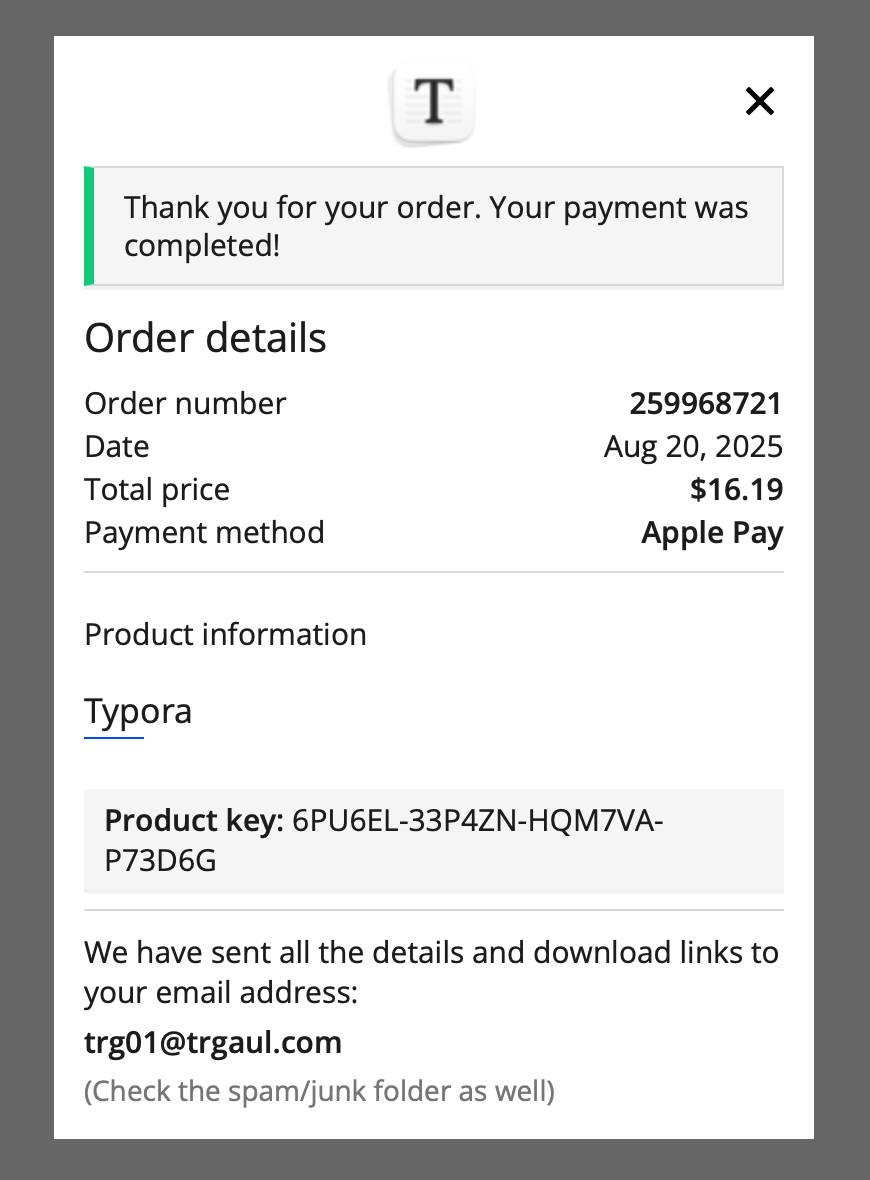 T
Thank you for your order. Your payment was
completed!
Order details
Order number 259968721
Date Aug 20, 2025
Total price $16.19
Payment method Apple Pay
Product information
Typora
Product key: 6PU6EL-33P4ZN-HQM7VA-
P73D6G
We have sent all the details and download links to
your email address:
trg01@trgaul.com
(Check the spam/junk folder as well)